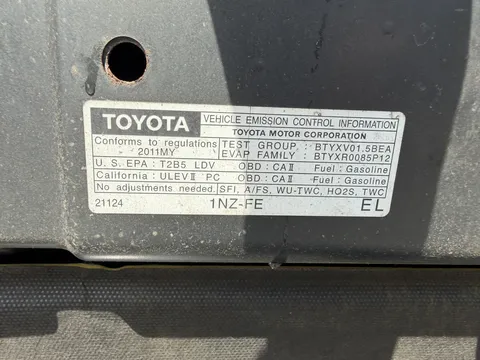 TOYOTA VEHICLE EMISSION CONTROL INFORMATION
TOYOTA MOTOR CORPORATION
Conforms to regulations 2011MY
TEST GROUP : BTYXV01.5BEA
EVAP FAMILY : BTYXR0085P12
U.S. EPA : T2B5 LDV OBD : CAⅡ Fuel : Gasoline
California : ULEVⅡ PC OBD : CAⅡ Fuel : Gasoline
No adjustments needed. SFI, A/FS, WU-TWC, HO2S, TWC
21124 1NZ-FE EL